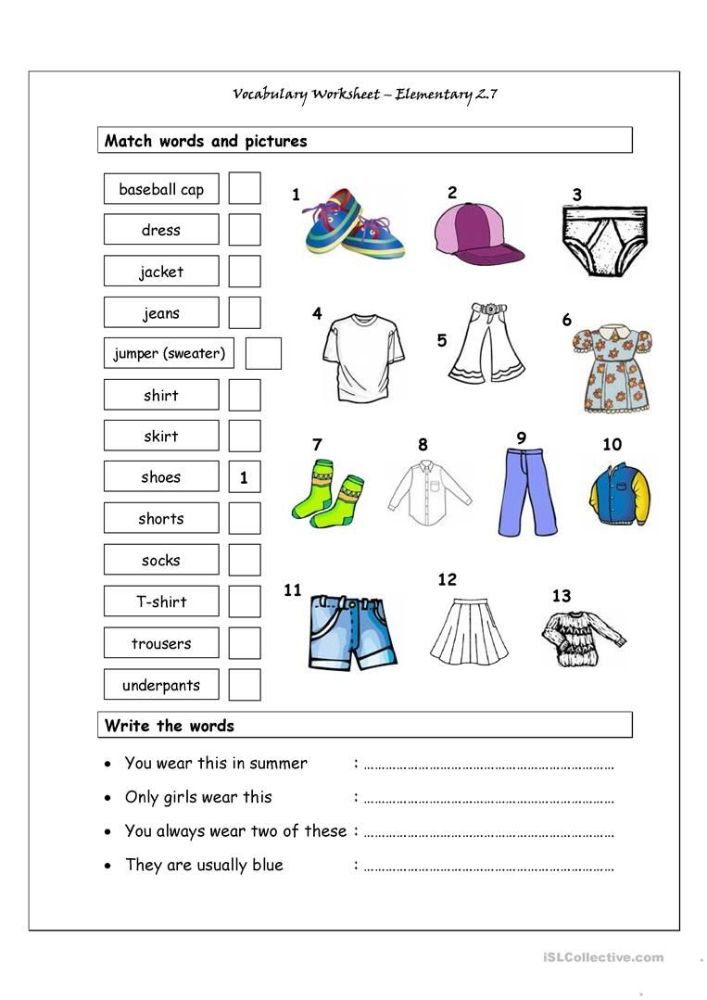 Vocabulary Worksheet – Elementary 2.7
Match words and pictures
baseball cap
dress
jacket
jeans
jumper (sweater)
shirt
skirt
shoes 1
shorts
socks
T-shirt
trousers
underpants
1 2 3
4 5 6
7 8 9 10
11 12 13
Write the words
• You wear this in summer : ……………………………………………………………
• Only girls wear this : ……………………………………………………………
• You always wear two of these : ……………………………………………………………
• They are usually blue : ……………………………………………………………
iSLCollective.com